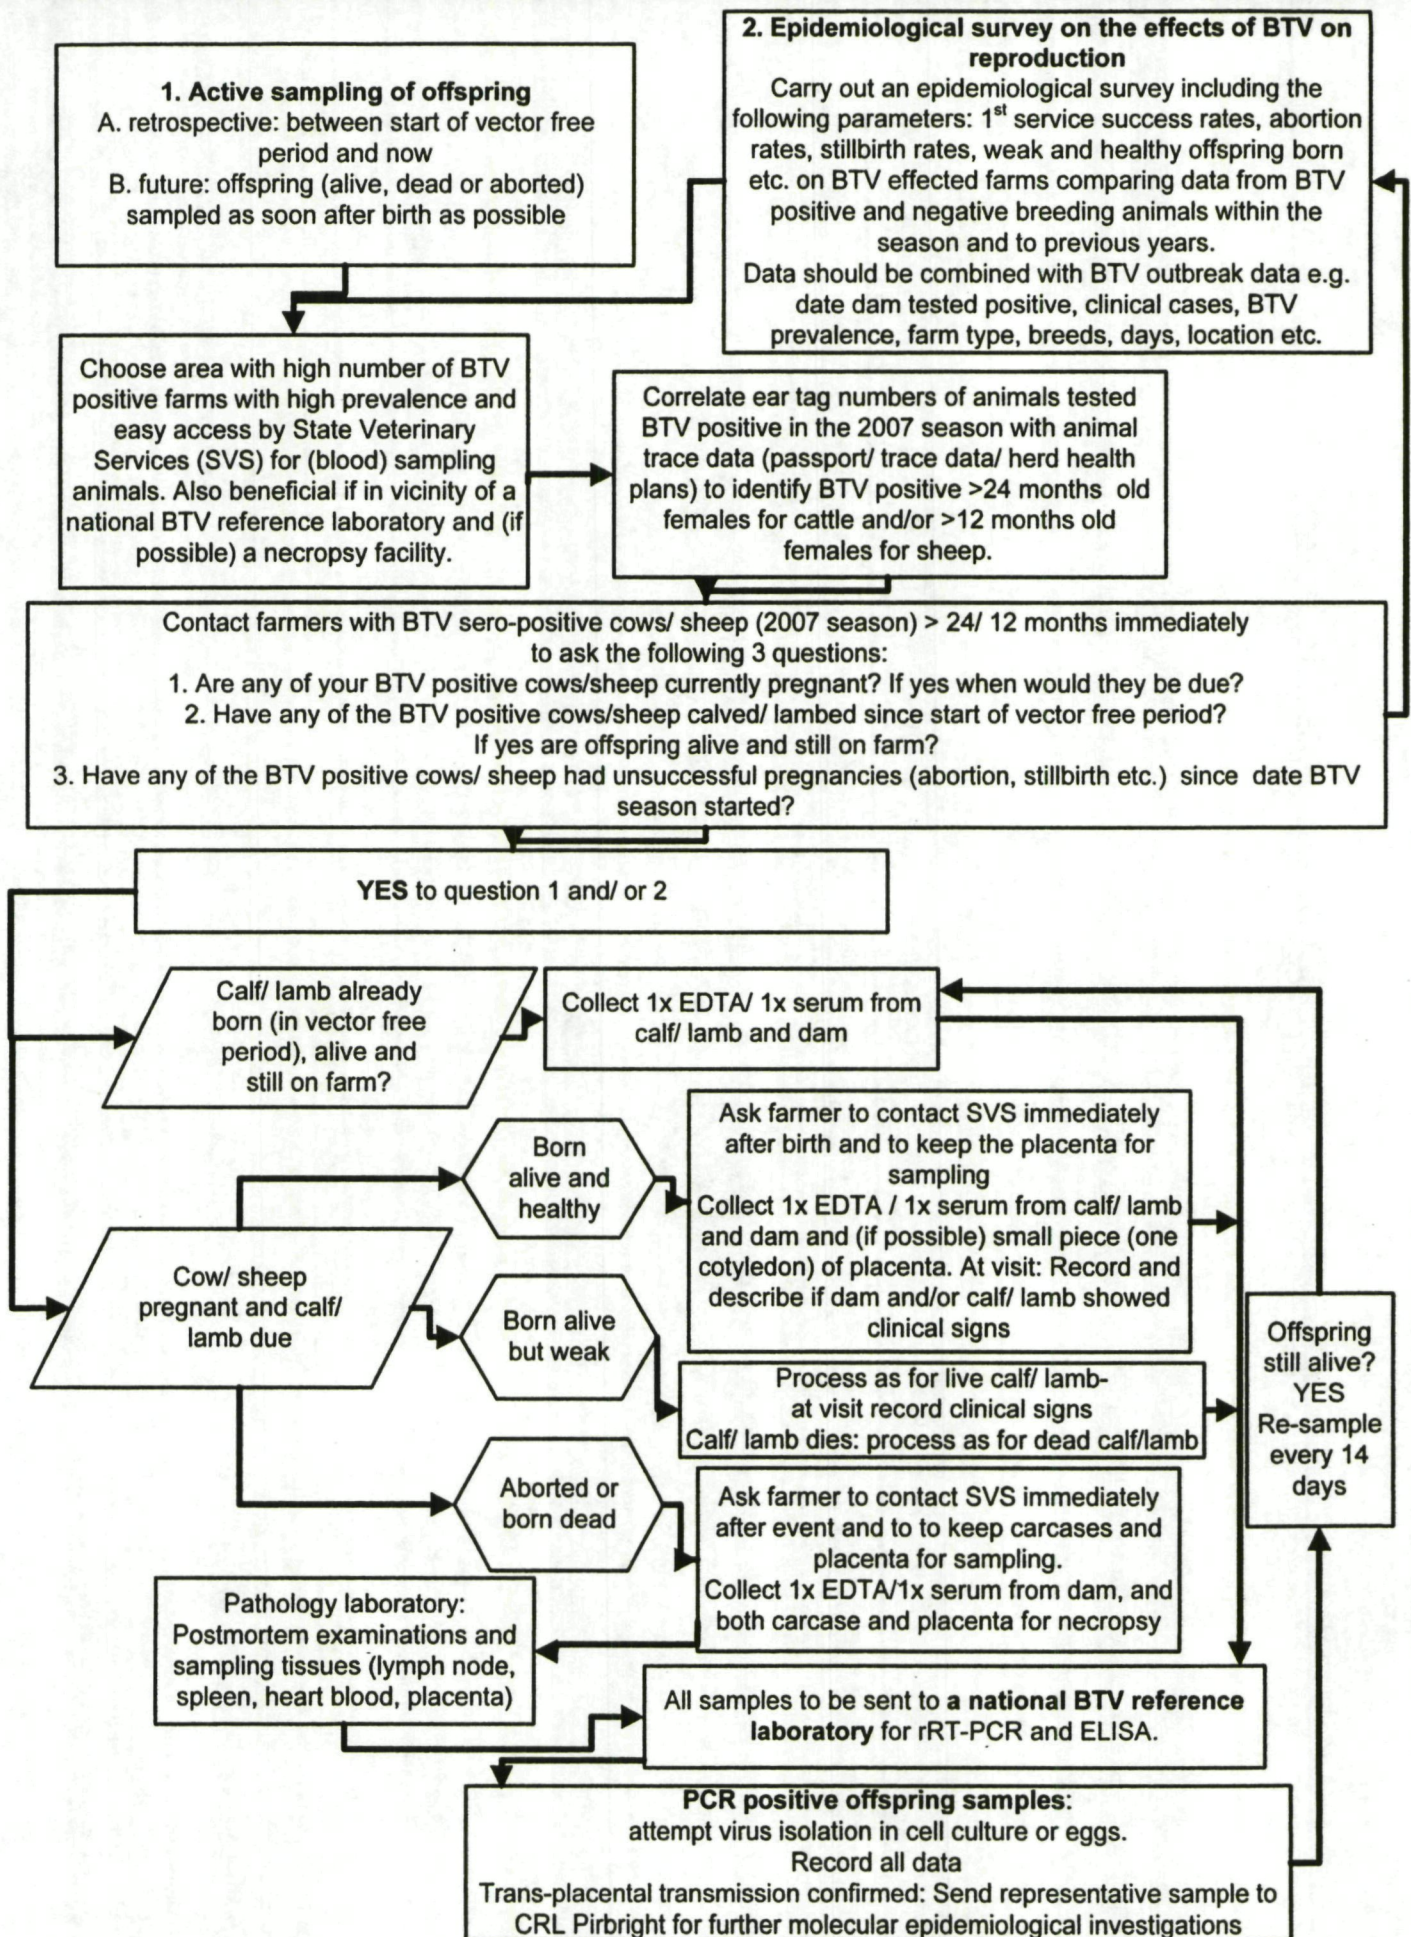 1. Active sampling of offspring
A. retrospective: between start of vector free
period and now
B. future: offspring (alive, dead or aborted)
sampled as soon after birth as possible
2. Epidemiological survey on the effects of BTV on
reproduction
Carry out an epidemiological survey including the
following parameters: 1st service success rates, abortion
rates, stillbirth rates, weak and healthy offspring born
etc. on BTV effected farms comparing data from BTV
positive and negative breeding animals within the
season and to previous years.
Data should be combined with BTV outbreak data e.g.
date dam tested positive, clinical cases, BTV
prevalence, farm type, breeds, days, location etc.
Choose area with high number of BTV
positive farms with high prevalence and
easy access by State Veterinary
Services (SVS) for (blood) sampling
animals. Also beneficial if in vicinity of a
national BTV reference laboratory and (if
possible) a necropsy facility.
Correlate ear tag numbers of animals tested
BTV positive in the 2007 season with animal
trace data (passport/ trace data/ herd health
plans) to identify BTV positive >24 months old
females for cattle and/or >12 months old
females for sheep.
Contact farmers with BTV sero-positive cows/ sheep (2007 season) > 24/ 12 months immediately
to ask the following 3 questions:
1. Are any of your BTV positive cows/sheep currently pregnant? If yes when would they be due?
2. Have any of the BTV positive cows/sheep calved/ lambed since start of vector free period?
If yes are offspring alive and still on farm?
3. Have any of the BTV positive cows/ sheep had unsuccessful pregnancies (abortion, stillbirth etc.) since date BTV
season started?
YES to question 1 and/ or 2
Calf/ lamb already
born (in vector free
period), alive and
still on farm?
Collect 1x EDTA/ 1x serum from
calf/ lamb and dam
Born
alive and
healthy
Ask farmer to contact SVS immediately
after birth and to keep the placenta for
sampling
Collect 1x EDTA / 1x serum from calf/ lamb
and dam and (if possible) small piece (one
cotyledon) of placenta. At visit: Record and
describe if dam and/or calf/ lamb showed
clinical signs
Cow/ sheep
pregnant and calf/
lamb due
Born alive
but weak
Process as for live calf/ lamb-
at visit record clinical signs
Calf/ lamb dies: process as for dead calf/lamb
Offspring
still alive?
YES
Re-sample
every 14
days
Aborted or
born dead
Ask farmer to contact SVS immediately
after event and to to keep carcases and
placenta for sampling.
Collect 1x EDTA/1x serum from dam, and
both carcase and placenta for necropsy
Pathology laboratory:
Postmortem examinations and
sampling tissues (lymph node,
spleen, heart blood, placenta)
All samples to be sent to a national BTV reference
laboratory for rRT-PCR and ELISA.
PCR positive offspring samples:
attempt virus isolation in cell culture or eggs.
Record all data
Trans-placental transmission confirmed: Send representative sample to
CRL Pirbright for further molecular epidemiological investigations